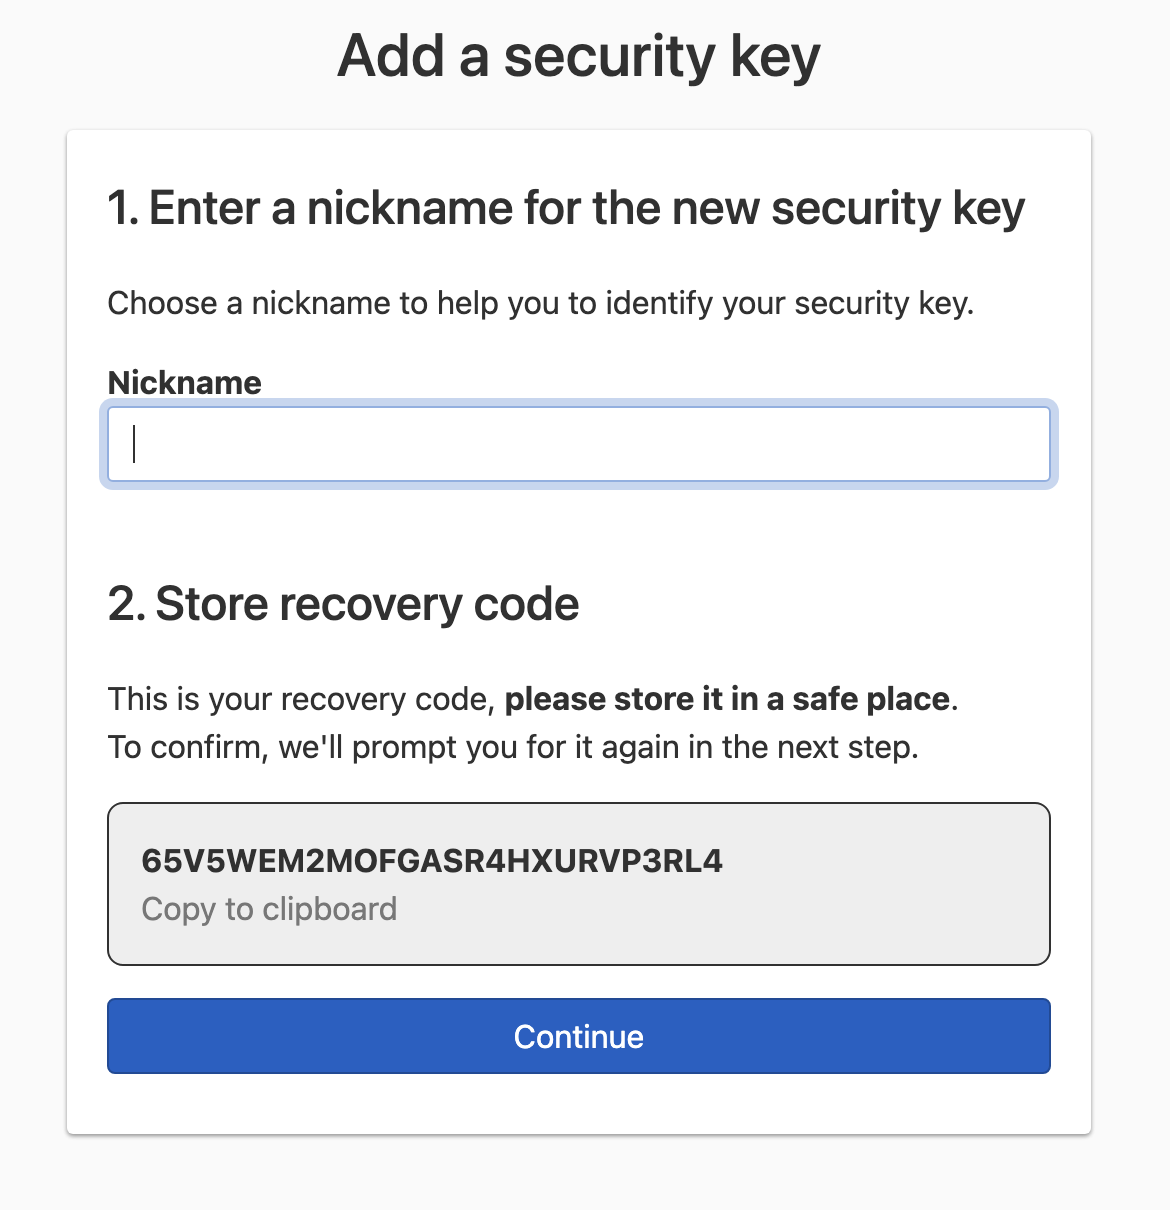 Add a security key
1. Enter a nickname for the new security key
Choose a nickname to help you to identify your security key.
Nickname
2. Store recovery code
This is your recovery code, please store it in a safe place.
To confirm, we'll prompt you for it again in the next step.
65V5WEM2MOFGASR4HXURVP3RL4
Copy to clipboard
Continue